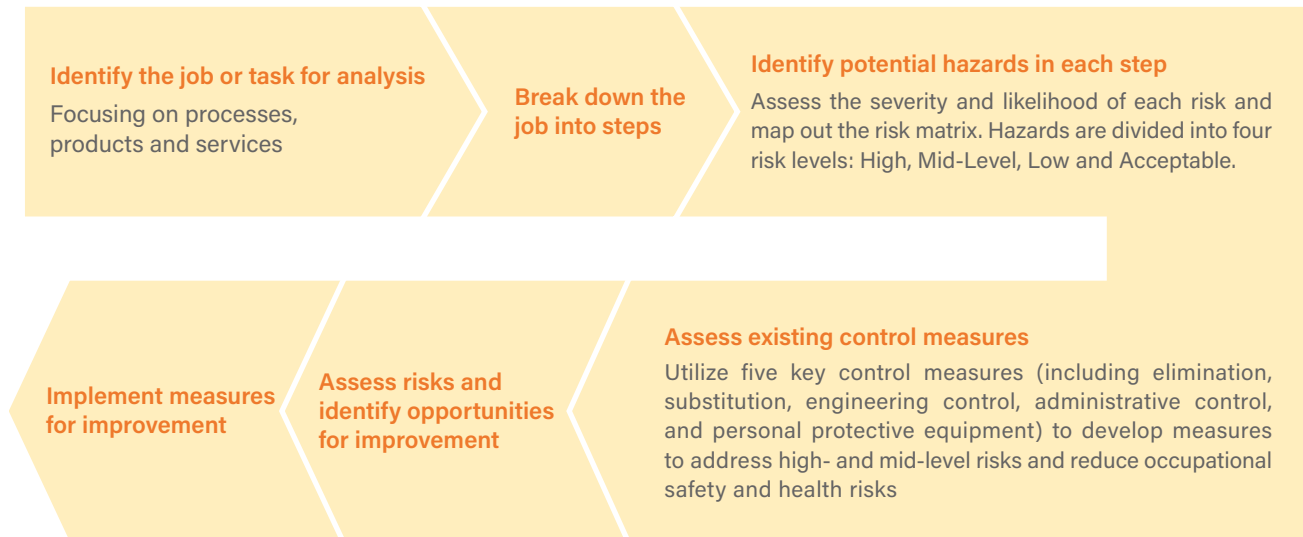 Identify the job or task for analysis
Focusing on processes,
products and services
Break down the
job into steps
Identify potential hazards in each step
Assess the severity and likelihood of each risk and
map out the risk matrix. Hazards are divided into four
risk levels: High, Mid-Level, Low and Acceptable.
Assess existing control measures
Utilize five key control measures (including elimination,
substitution, engineering control, administrative control,
and personal protective equipment) to develop measures
to address high- and mid-level risks and reduce occupational
safety and health risks
Assess risks and
identify opportunities
for improvement
Implement measures
for improvement